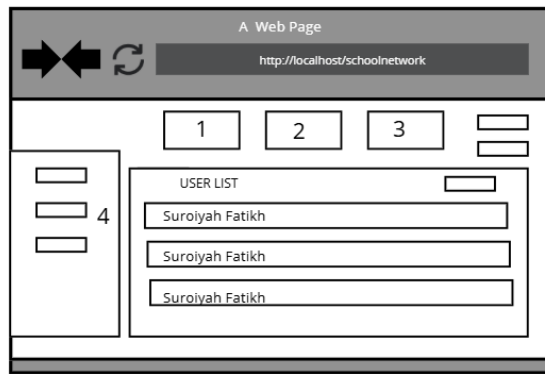 A Web Page
http://localhost/schoolnetwork
1 2 3
4
USER LIST
Suroiyah Fatikh
Suroiyah Fatikh
Suroiyah Fatikh